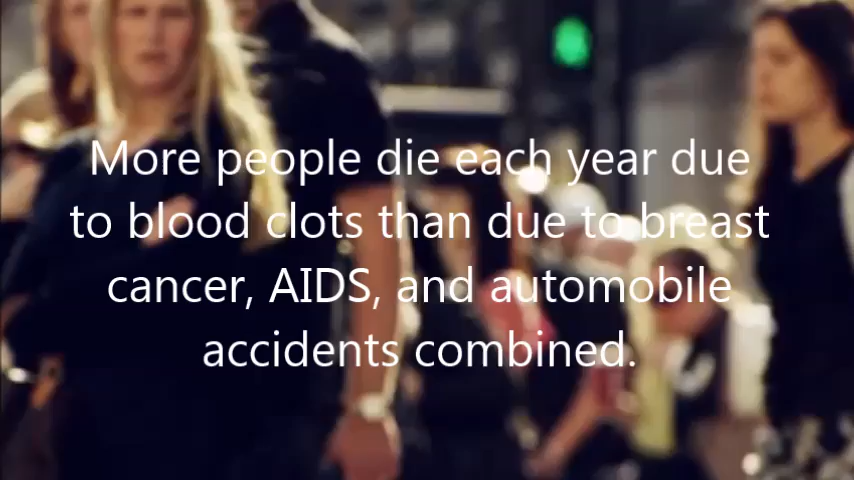 More people die each year due
to blood clots than due to breast
cancer, AIDS, and automobile
accidents combined.